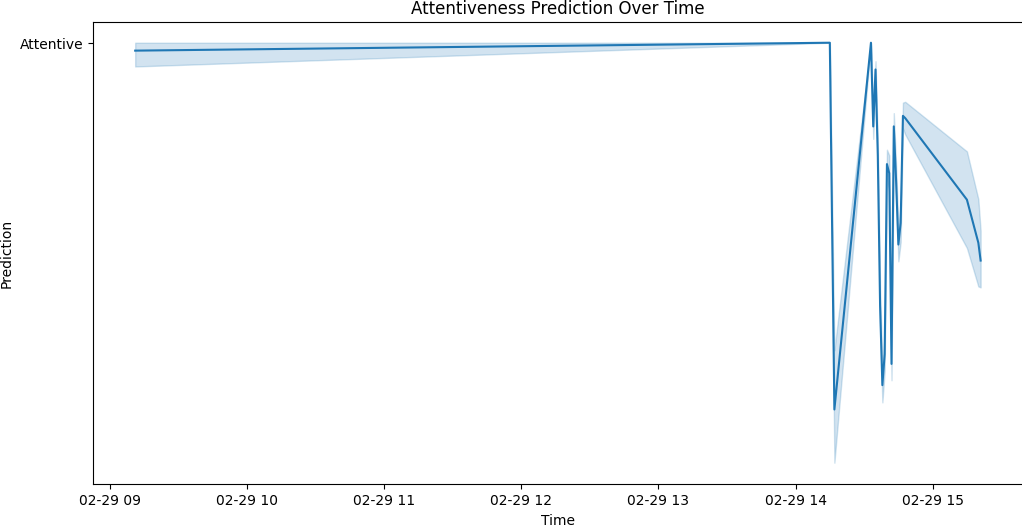 Attentiveness Prediction Over Time
Attentive
Prediction
02-29 09 02-29 10 02-29 11 02-29 12 02-29 13 02-29 14 02-29 15
Time